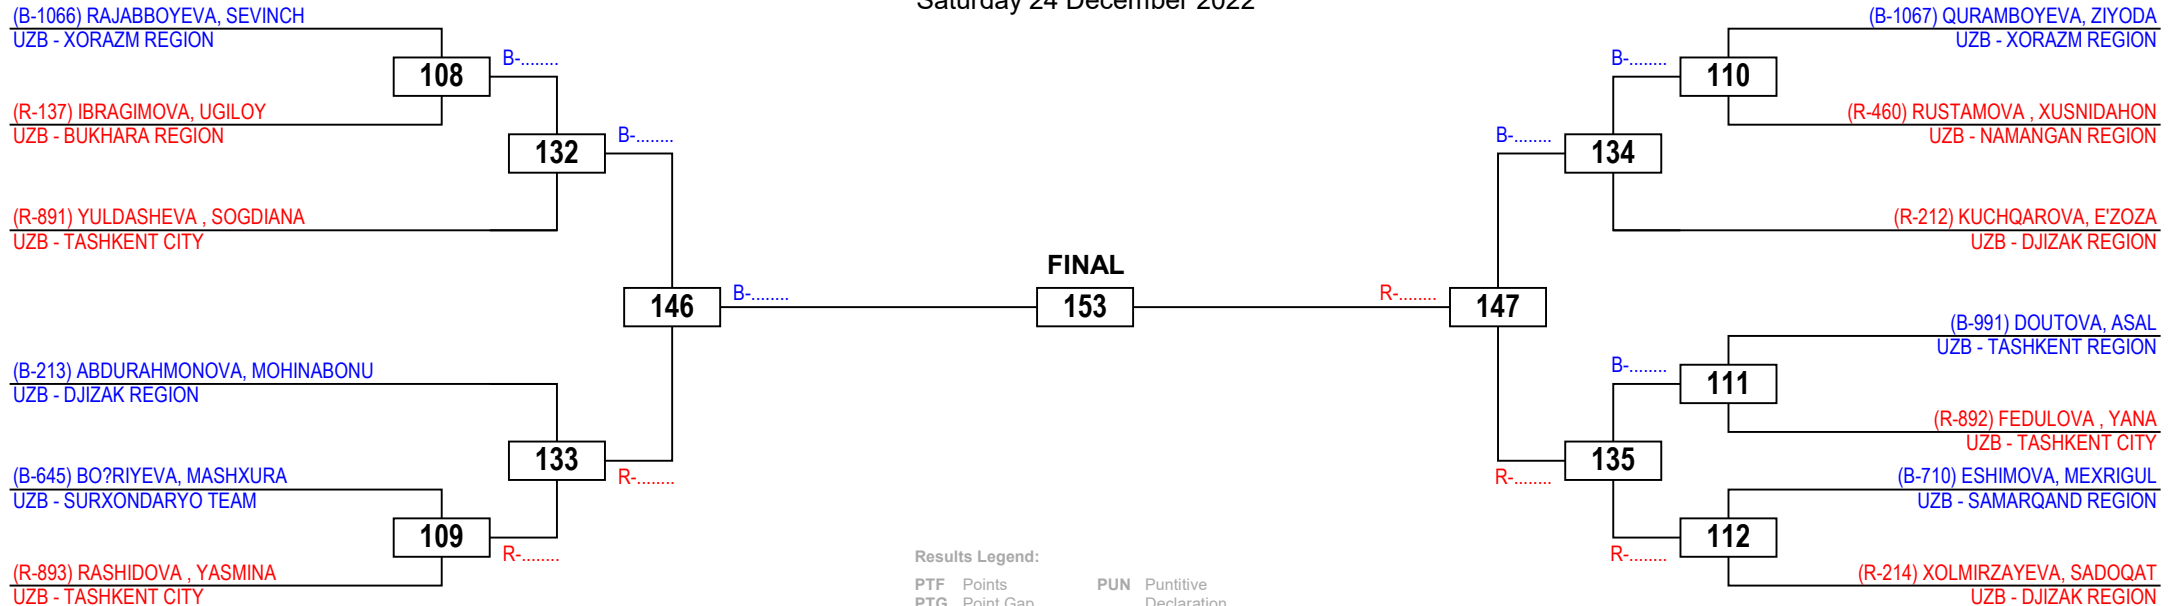 Saturday 24 December 2022
(B-1066) RAJABBOYEVA, SEVINCH
UZB - XORAZM REGION
108
B-........
(R-137) IBRAGIMOVA, UGILOY
UZB - BUKHARA REGION
132
B-........
(R-891) YULDASHEVA , SOGDIANA
UZB - TASHKENT CITY
146
B-........
(B-213) ABDURAHMONOVA, MOHINABONU
UZB - DJIZAK REGION
133
R-........
(B-645) BO?RIYEVA, MASHXURA
UZB - SURXONDARYO TEAM
109
R-........
(R-893) RASHIDOVA , YASMINA
UZB - TASHKENT CITY
FINAL
153
(B-1067) QURAMBOYEVA, ZIYODA
UZB - XORAZM REGION
B-........
110
(R-460) RUSTAMOVA , XUSNIDAHON
UZB - NAMANGAN REGION
B-........
134
(R-212) KUCHQAROVA, E'ZOZA
UZB - DJIZAK REGION
R-........
147
(B-991) DOUTOVA, ASAL
UZB - TASHKENT REGION
B-........
111
(R-892) FEDULOVA , YANA
UZB - TASHKENT CITY
R-........
135
(B-710) ESHIMOVA, MEXRIGUL
UZB - SAMARQAND REGION
R-........
112
(R-214) XOLMIRZAYEVA, SADOQAT
UZB - DJIZAK REGION
Results Legend:
PTF Points PUN Puntitive
PTG Point Gap Declaration